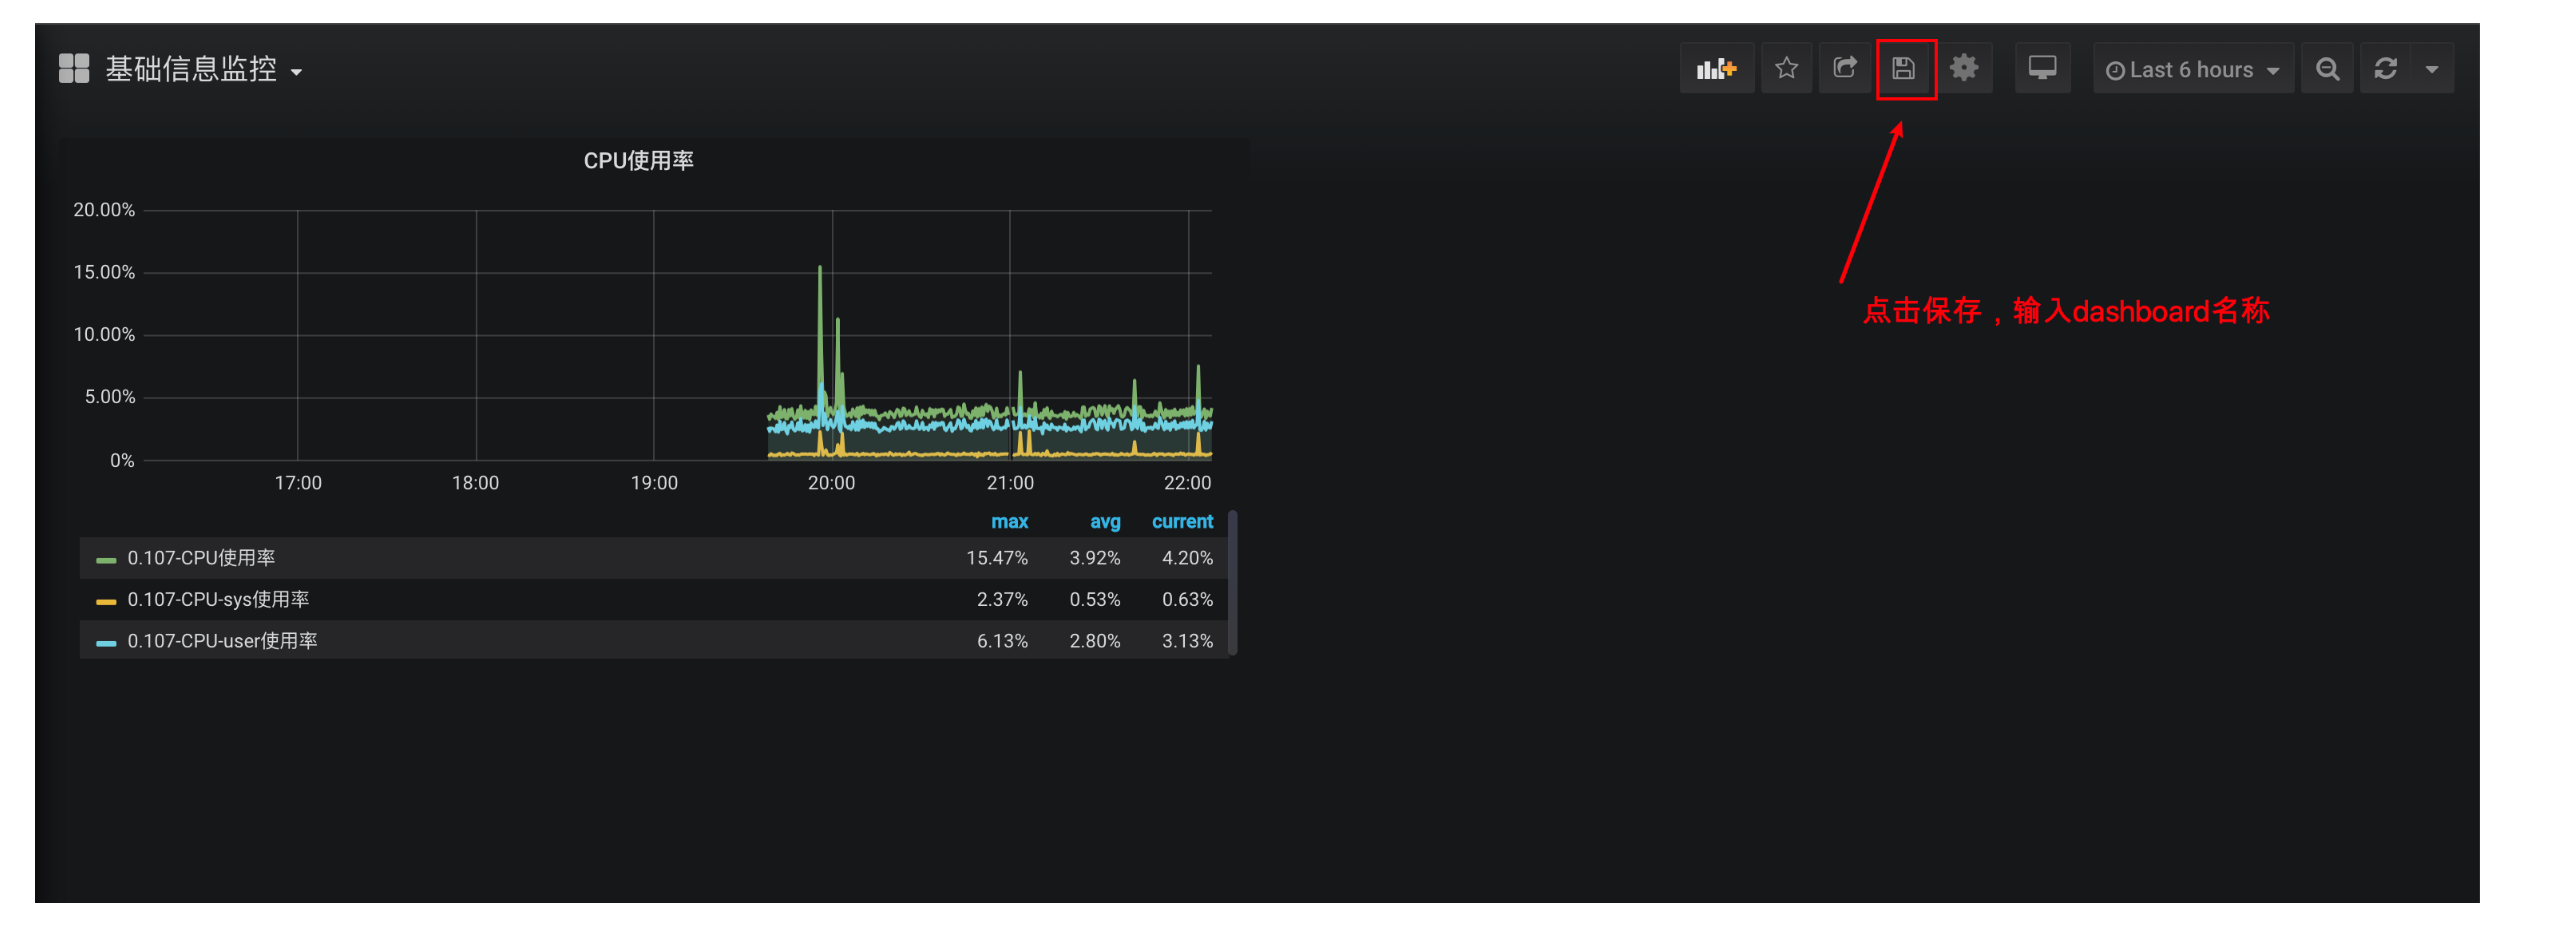 基础信息监控
Last 6 hours
点击保存，输入dashboard名称
CPU使用率
20.00%
15.00%
10.00%
5.00%
0%
17:00 18:00 19:00 20:00 21:00 22:00
max avg current
0.107-CPU使用率 15.47% 3.92% 4.20%
0.107-CPU-sys使用率 2.37% 0.53% 0.63%
0.107-CPU-user使用率 6.13% 2.80% 3.13%